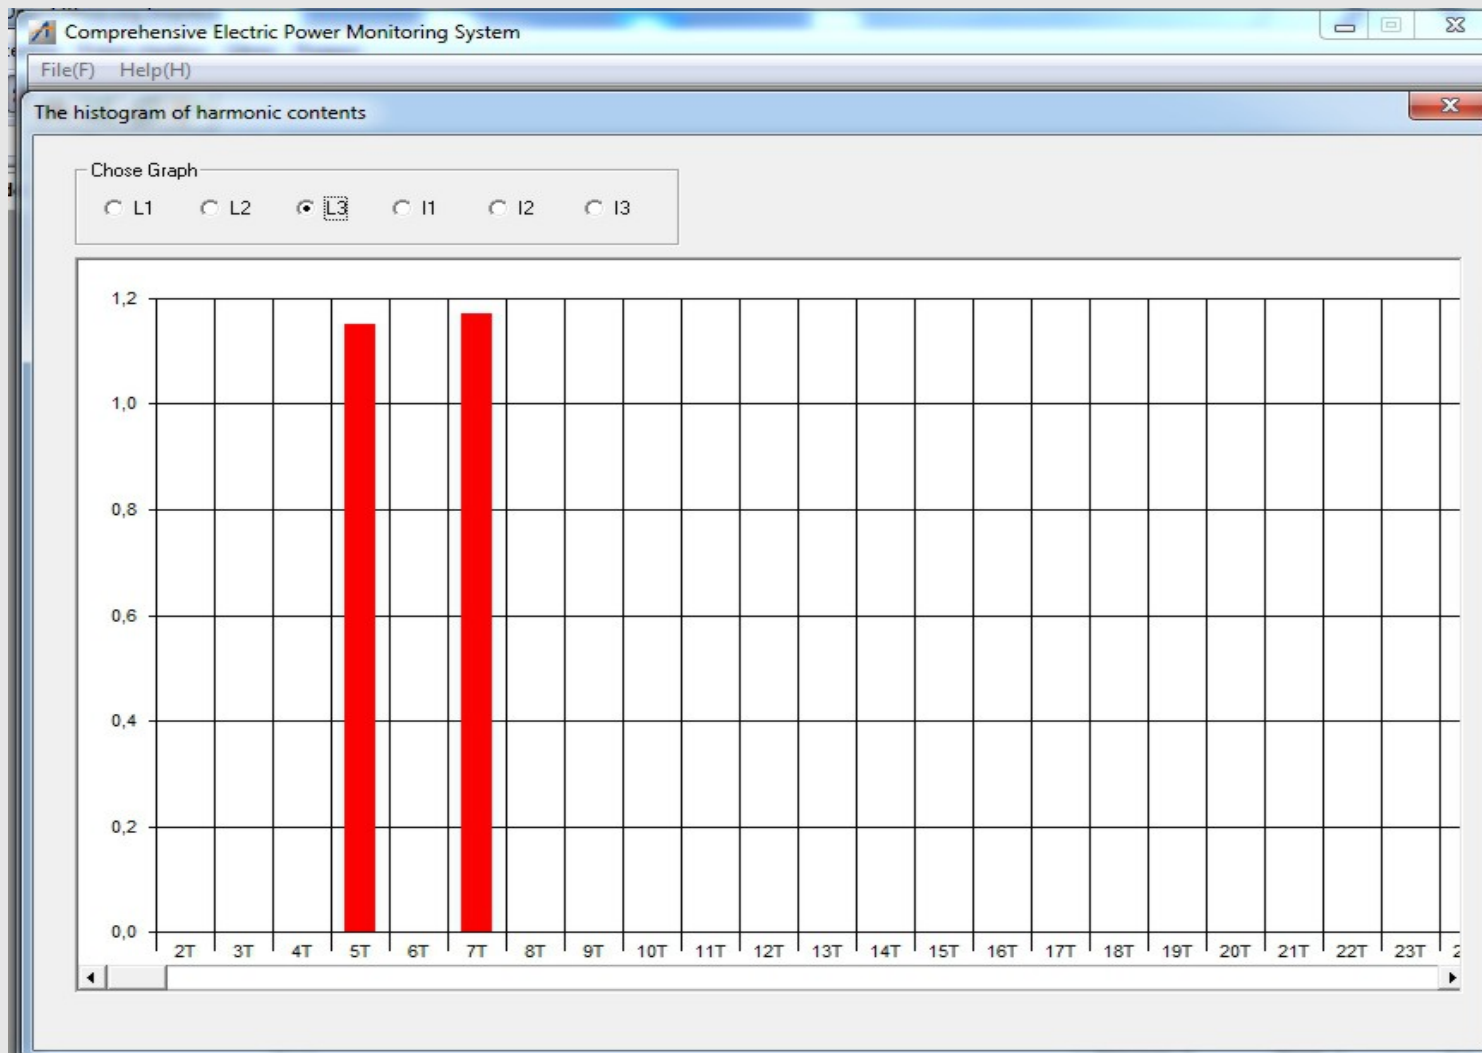 Comprehensive Electric Power Monitoring System
File(F) Help(H)
The histogram of harmonic contents
Chose Graph
L1 L2 L3 I1 I2 I3
1,2
1,0
0,8
0,6
0,4
0,2
0,0
2T 3T 4T 5T 6T 7T 8T 9T 10T 11T 12T 13T 14T 15T 16T 17T 18T 19T 20T 21T 22T 23T 2